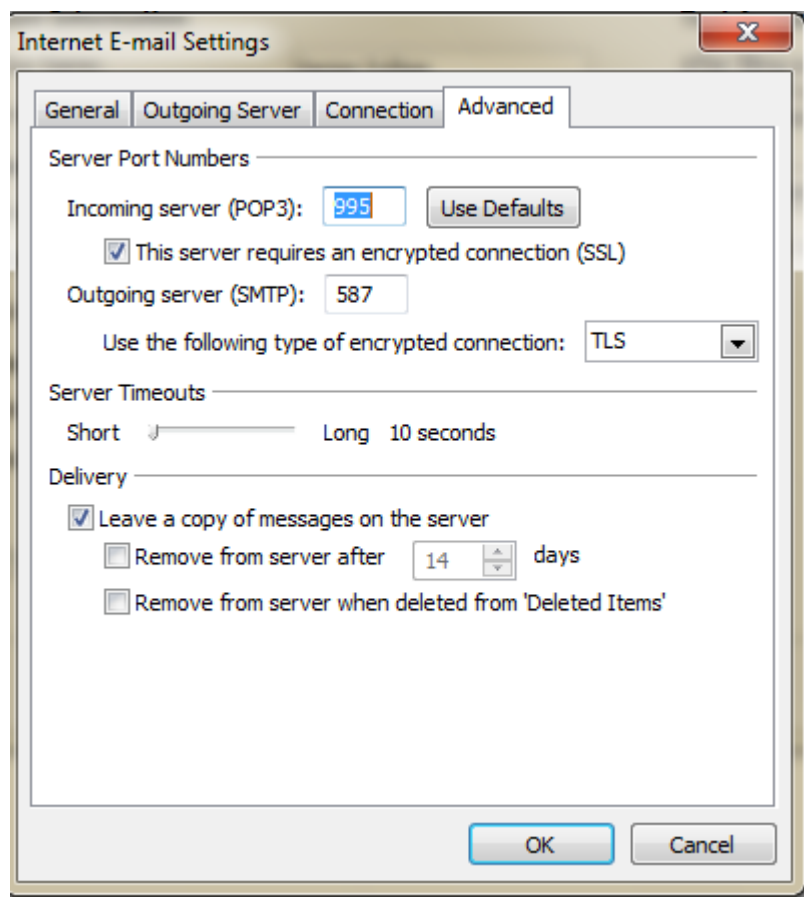 Internet E-mail Settings
General Outgoing Server Connection Advanced
Server Port Numbers
Incoming server (POP3): 995 Use Defaults
This server requires an encrypted connection (SSL)
Outgoing server (SMTP): 587
Use the following type of encrypted connection: TLS
Server Timeouts
Short Long 10 seconds
Delivery
Leave a copy of messages on the server
Remove from server after 14 days
Remove from server when deleted from 'Deleted Items'
OK Cancel